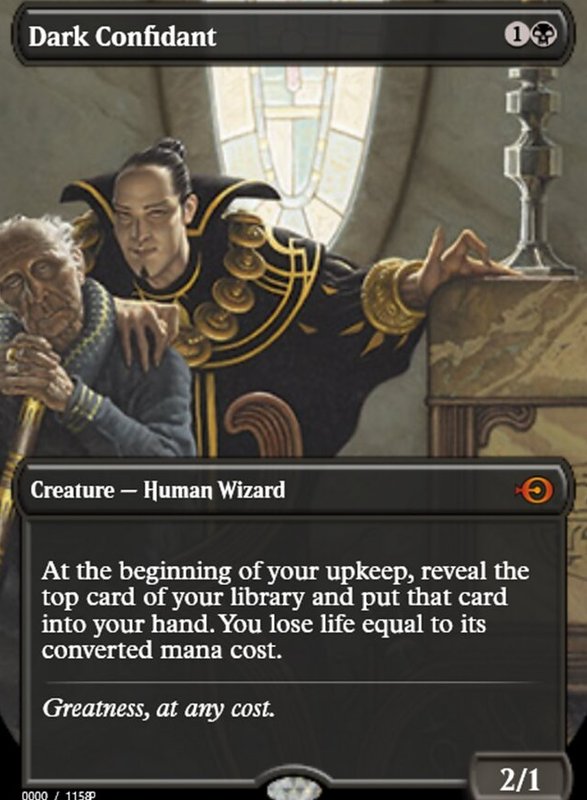 Dark Confidant 1
Creature — Human Wizard
At the beginning of your upkeep, reveal the
top card of your library and put that card
into your hand. You lose life equal to its
converted mana cost.
Greatness, at any cost.
2/1
0000 / 1158P